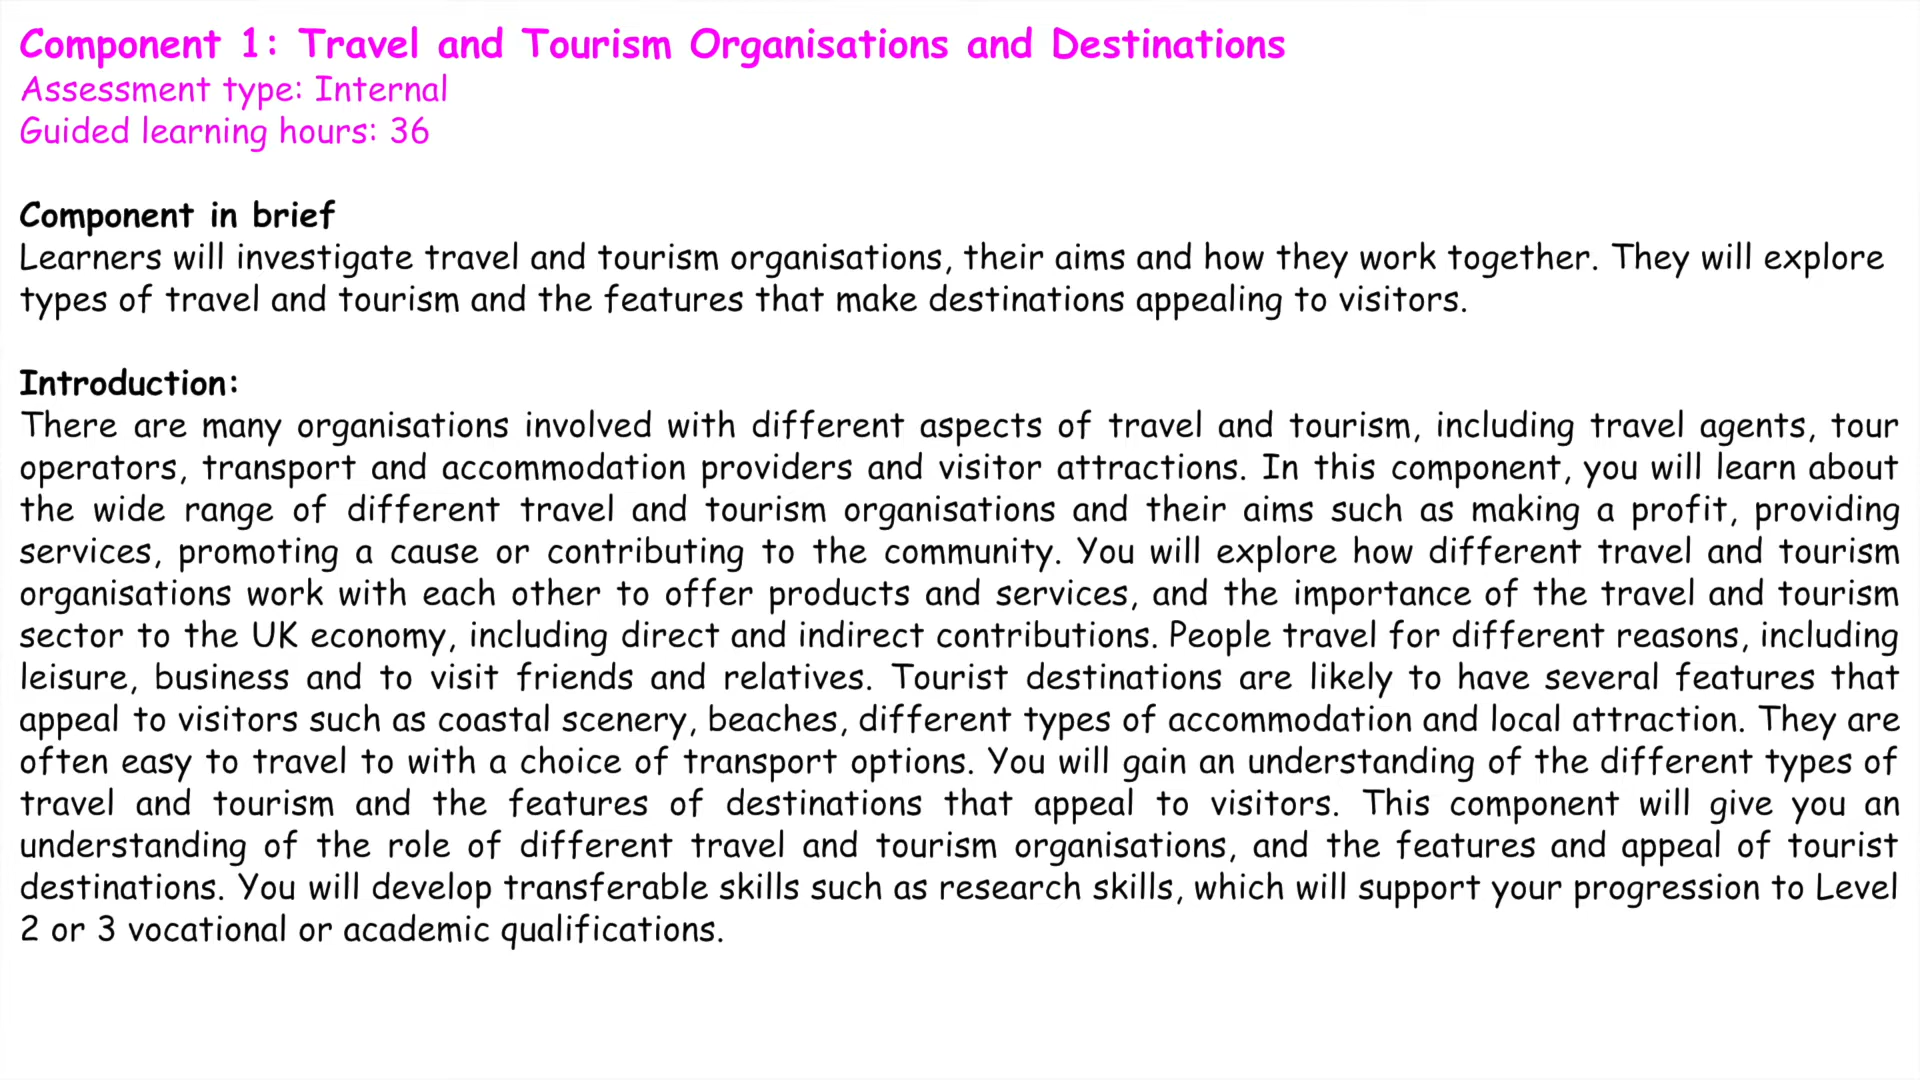 Component 1: Travel and Tourism Organisations and Destinations
Assessment type: Internal
Guided learning hours: 36
Component in brief
Learners will investigate travel and tourism organisations, their aims and how they work together. They will explore
types of travel and tourism and the features that make destinations appealing to visitors.
Introduction:
There are many organisations involved with different aspects of travel and tourism, including travel agents, tour
operators, transport and accommodation providers and visitor attractions. In this component, you will learn about
the wide range of different travel and tourism organisations and their aims such as making a profit, providing
services, promoting a cause or contributing to the community. You will explore how different travel and tourism
organisations work with each other to offer products and services, and the importance of the travel and tourism
sector to the UK economy, including direct and indirect contributions. People travel for different reasons, including
leisure, business and to visit friends and relatives. Tourist destinations are likely to have several features that
appeal to visitors such as coastal scenery, beaches, different types of accommodation and local attraction. They are
often easy to travel to with a choice of transport options. You will gain an understanding of the different types of
travel and tourism and the features of destinations that appeal to visitors. This component will give you an
understanding of the role of different travel and tourism organisations, and the features and appeal of tourist
destinations. You will develop transferable skills such as research skills, which will support your progression to Level
2 or 3 vocational or academic qualifications.